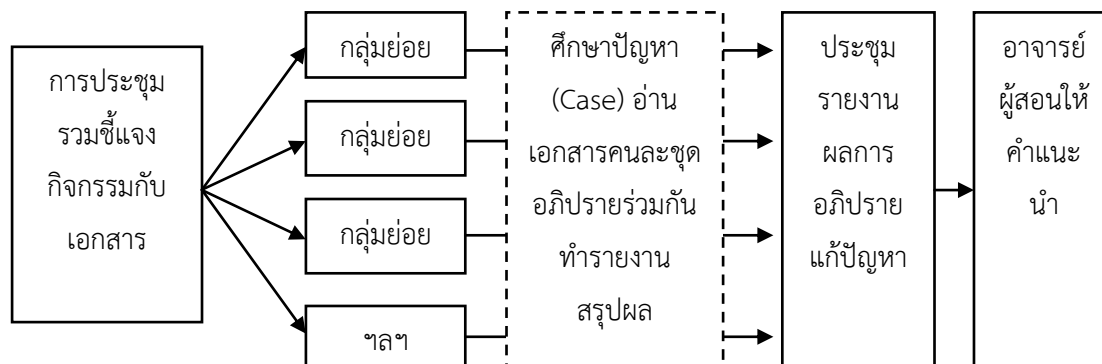 การประชุม
รวมชี้แจง
กิจกรรมกับ
เอกสาร
กลุ่มย่อย
กลุ่มย่อย
กลุ่มย่อย
ฯลฯ
ศึกษาปัญหา
(Case) อ่าน
เอกสารคนละชุด
อภิปรายร่วมกัน
ทำรายงาน
สรุปผล
ประชุม
รายงาน
ผลการ
อภิปราย
แก้ปัญหา
อาจารย์
ผู้สอนให้
คำแนะ
นำ